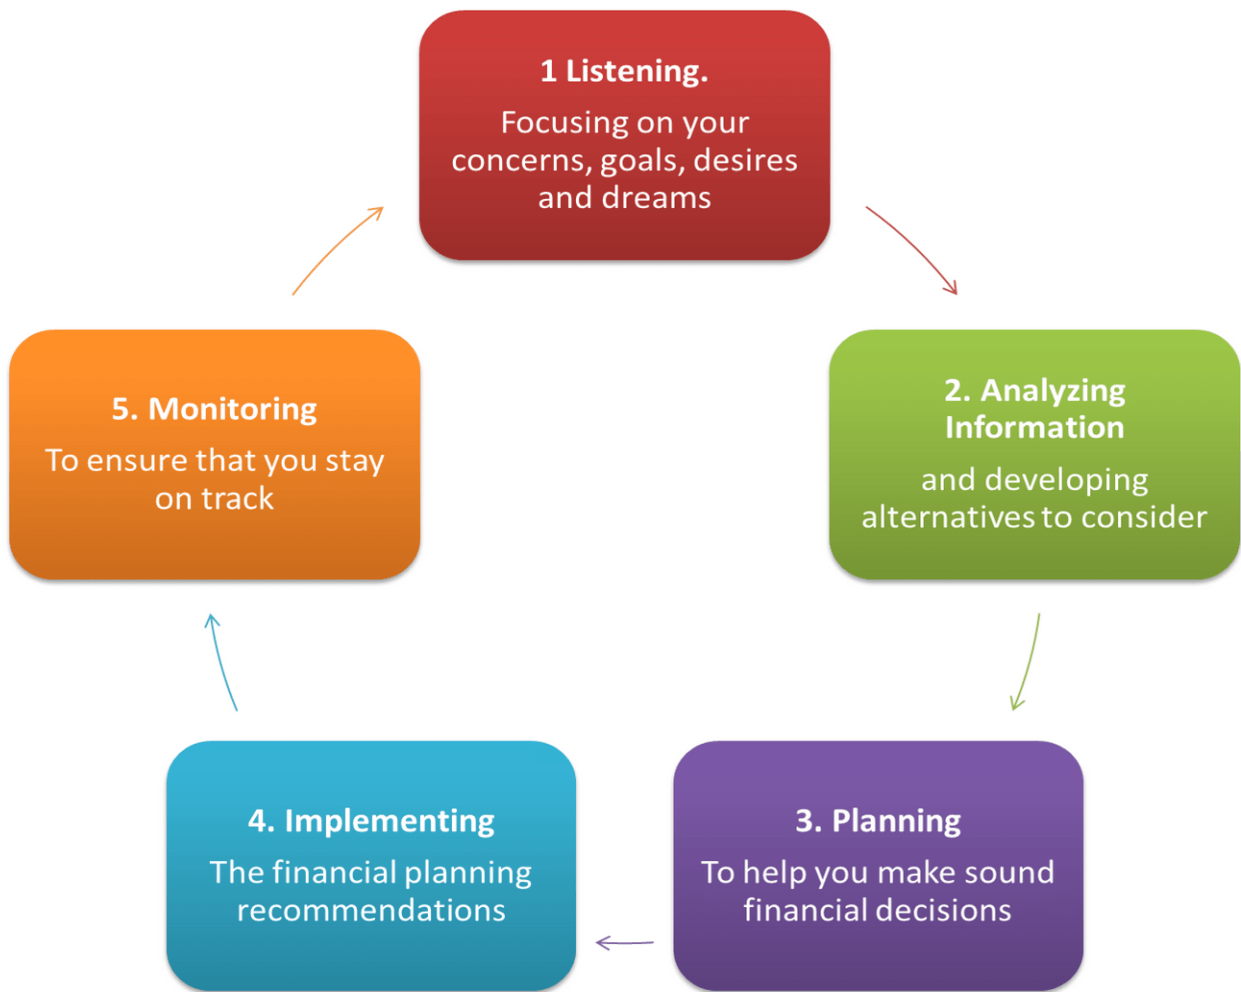 1 Listening.
Focusing on your
concerns, goals, desires
and dreams
2. Analyzing
Information
and developing
alternatives to consider
3. Planning
To help you make sound
financial decisions
4. Implementing
The financial planning
recommendations
5. Monitoring
To ensure that you stay
on track